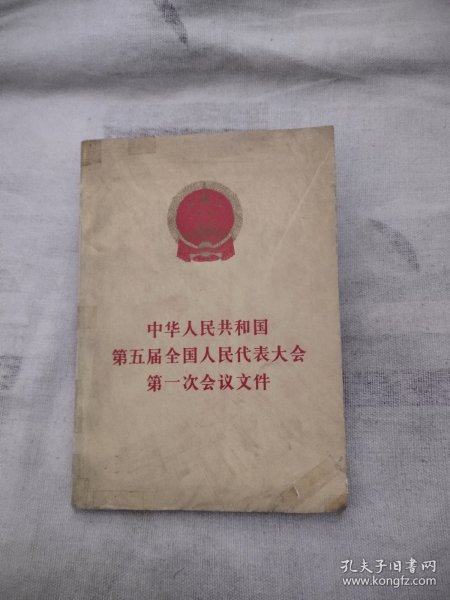 中华人民共和国
第五届全国人民代表大会
第一次会议文件
孔夫子旧书网
www.kongfz.com